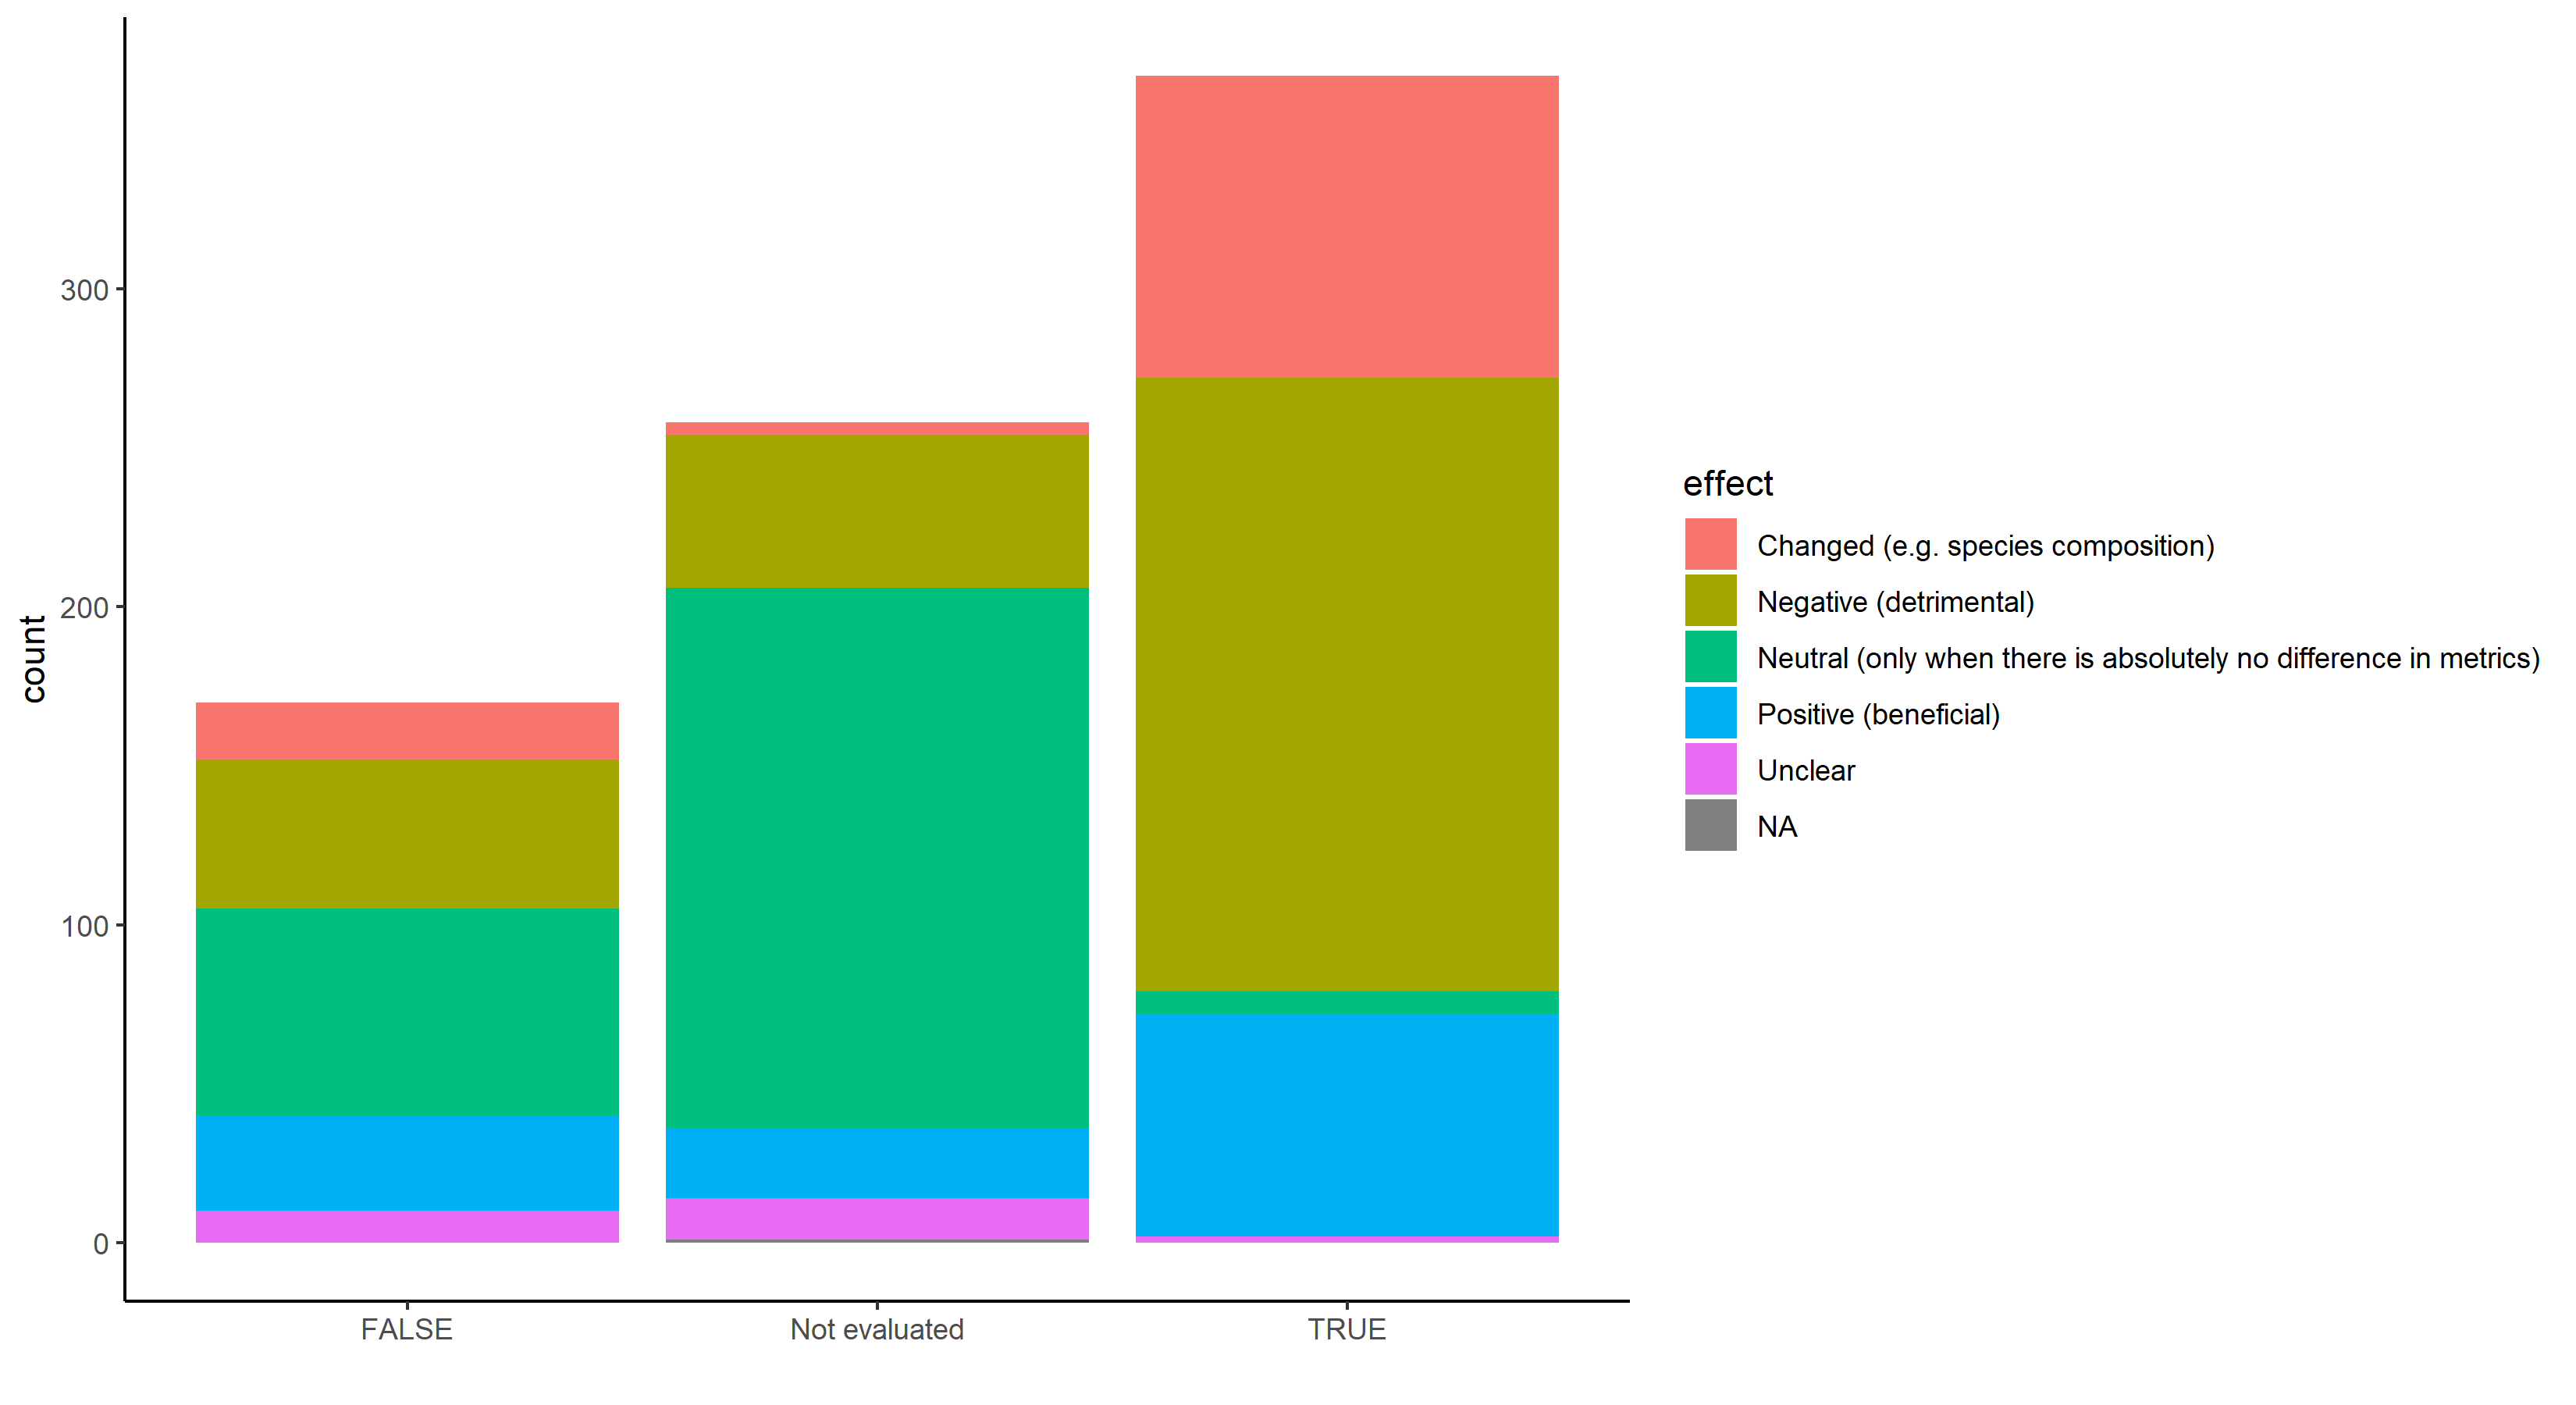 count
300
200
100
0
FALSE
Not evaluated
TRUE
effect
Changed (e.g. species composition)
Negative (detrimental)
Neutral (only when there is absolutely no difference in metrics)
Positive (beneficial)
Unclear
NA